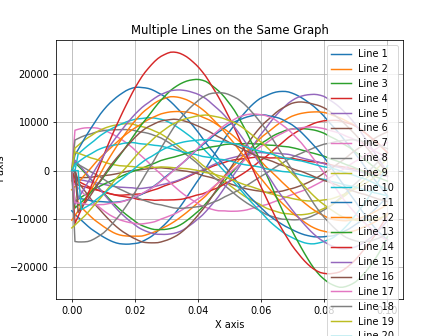 Multiple Lines on the Same Graph
20000
10000
0
−10000
−20000
0.00
0.02
0.04
0.06
X axis
Line 1
Line 2
Line 3
Line 4
Line 5
Line 6
Line 7
Line 8
Line 9
Line 10
Line 11
Line 12
Line 13
Line 14
Line 15
Line 16
Line 17
Line 18
Line 19
Line 20